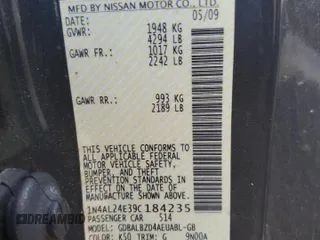 MFD BY NISSAN MOTOR CO., LTD.
05/09
GVWR: 1948 KG
4294 LB
GAWR FR: 1017 KG
2242 LB
GAWR RR: 993 KG
2189 LB
THIS VEHICLE CONFORMS TO ALL
APPLICABLE FEDERAL MOTOR
VEHICLE SAFETY,
BUMPER, AND THEFT PREVENTION
STANDARDS IN EFFECT ON THE
DATE OF MANUFACTURE SHOWN
ABOVE.
1N4AL24E39C184235
PASSENGER CAR 514
MODEL: GDBALBZD4AEUABL-GB
COLOR: K50 TRIM: G 9N00A